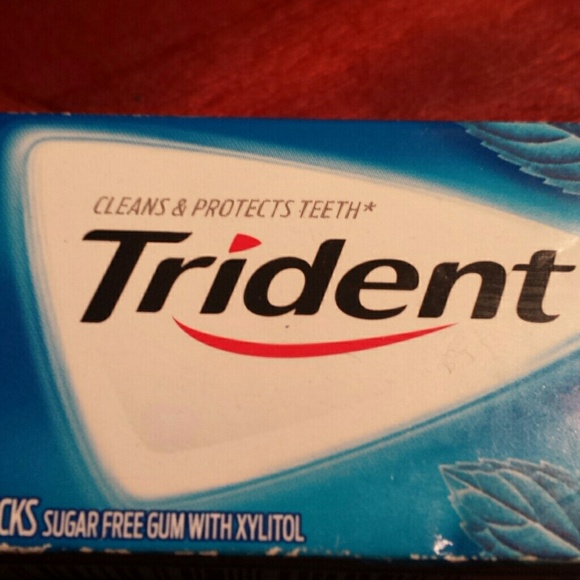 CLEANS & PROTECTS TEETH*
Trident
CKS SUGAR FREE GUM WITH XYLITOL